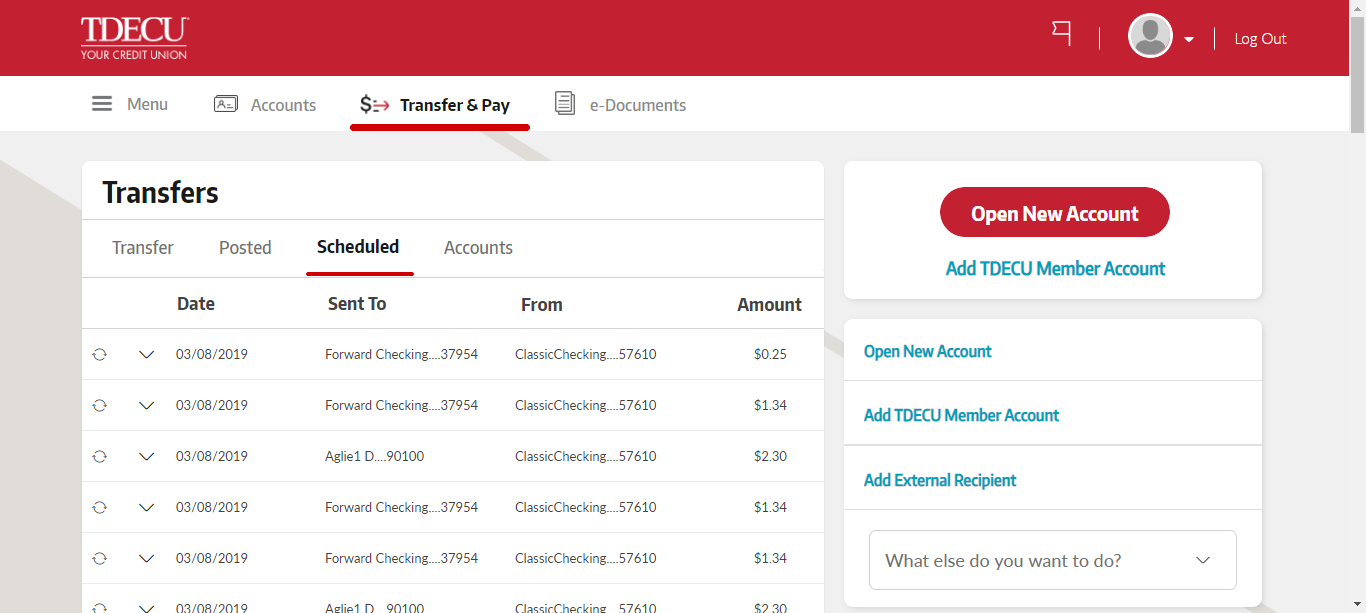 TDECU
YOUR CREDIT UNION
Log Out
Menu
Accounts
Transfer & Pay
e-Documents
Transfers
Transfer Posted Scheduled Accounts
Date Sent To From Amount
03/08/2019 Forward Checking....37954 ClassicChecking....57610 $0.25
03/08/2019 Forward Checking....37954 ClassicChecking....57610 $1.34
03/08/2019 Aglie1 D....90100 ClassicChecking....57610 $2.30
03/08/2019 Forward Checking....37954 ClassicChecking....57610 $1.34
03/08/2019 Forward Checking....37954 ClassicChecking....57610 $1.34
03/08/2019 Aglie1 D....90100 ClassicChecking....57610 $2.30
Open New Account
Add TDECU Member Account
Open New Account
Add TDECU Member Account
Add External Recipient
What else do you want to do?